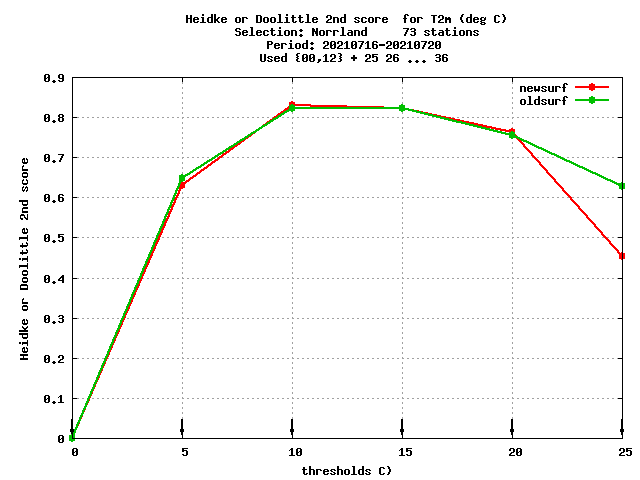 Heidke or Doolittle 2nd score  for T2m (deg C)
Selection: Norrland     73 stations
Period: 20210716-20210720
Used {00,12} + 25 26 ... 36
newsurf
oldsurf
0.9
0.8
0.7
0.6
0.5
0.4
0.3
0.2
0.1
0
Heidke or Doolittle 2nd score
0 5 10 15 20 25
thresholds C)